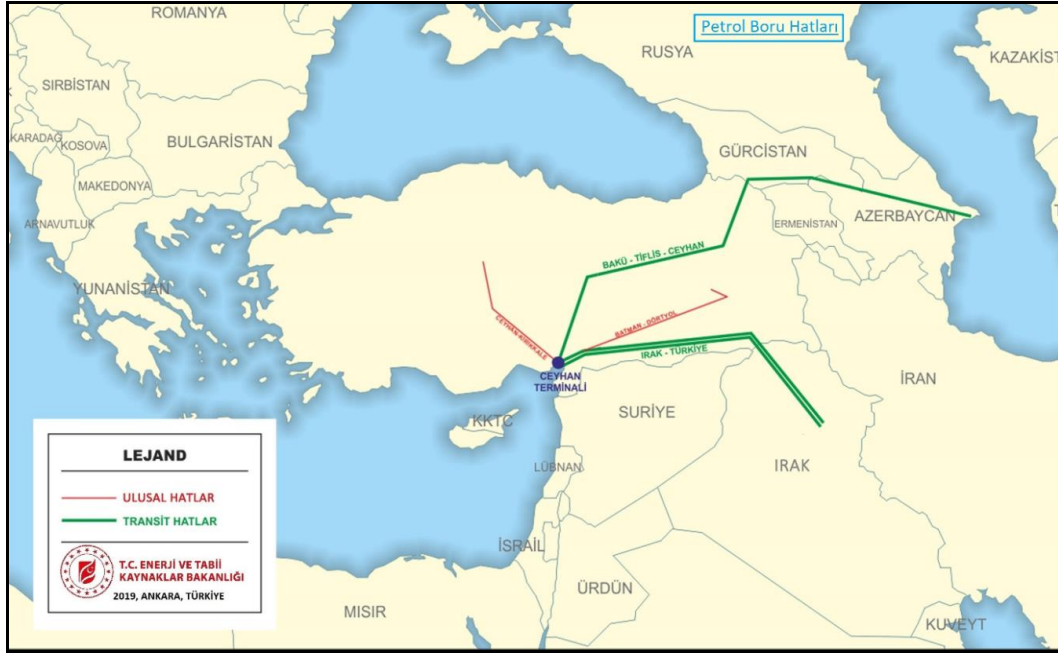 ROMANYA
Petrol Boru Hatları
RUSYA
KAZAKİST
SIRBİSTAN
KARADAĞ
KOSOVA
BULGARİSTAN
GÜRCİSTAN
MAKEDONYA
ARNAVUTLUK
ERMENİSTAN
AZERBAYCAN
YUNANİSTAN
BAKÜ - TİFLİS - CEYHAN
CEYHAN-KIRIKKALE
BATMAN - DÖRTYOL
IRAK - TÜRKİYE
CEYHAN
TERMİNALİ
İRAN
SURİYE
KKTC
LÜBNAN
IRAK
İSRAİL
ÜRDÜN
MISIR
KUVEYT
LEJAND
ULUSAL HATLAR
TRANSİT HATLAR
T.C. ENERJİ VE TABİİ
KAYNAKLAR BAKANLIĞI
2019, ANKARA, TÜRKİYE